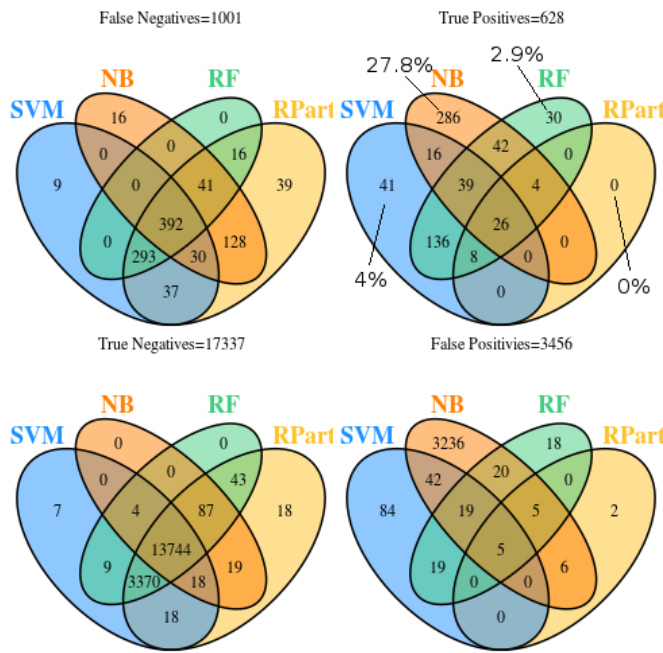 False Negatives=1001
True Positives=628
NB RF
SVM RPart
16 0
0 0 16
9 0 41 39
392
0 293 30 128
37
27.8% 2.9%
NB RF
SVM RPart
286 30
16 42 0
41 39 4 0
26
136 8 0 0
0
4% 0%
True Negatives=17337
False Positivies=3456
NB RF
SVM RPart
0 0
0 0 43
7 4 87 18
13744
9 3370 18 19
18
NB RF
SVM RPart
3236 18
42 20 0
84 19 5 2
5
19 0 0 6
0